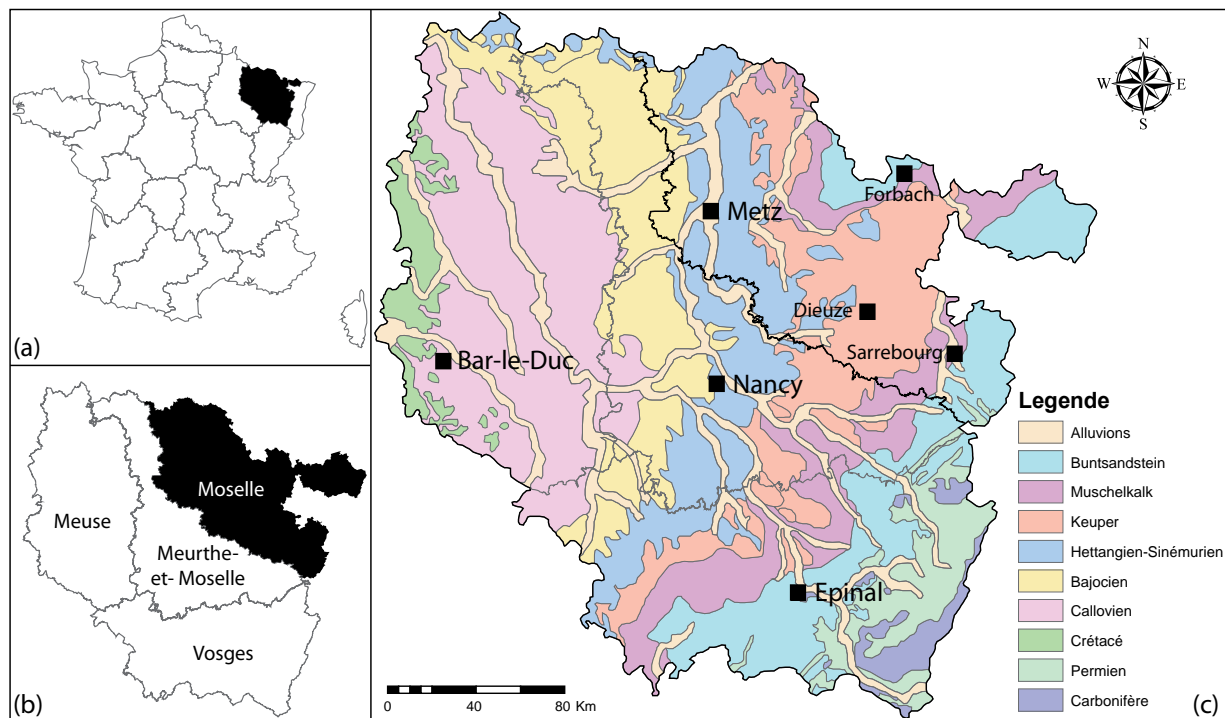 (a)
(b)
Meuse
Moselle
Meurthe-
et- Moselle
Vosges
N
W
E
S
Forbach
Metz
Dieuze
Sarrebourg
Bar-le-Duc
Nancy
Epinal
0 40 80 Km
Legende
Alluvions
Buntsandstein
Muschelkalk
Keuper
Hettangien-Sinémurien
Bajocien
Callovien
Crétacé
Permien
Carbonifère
(c)